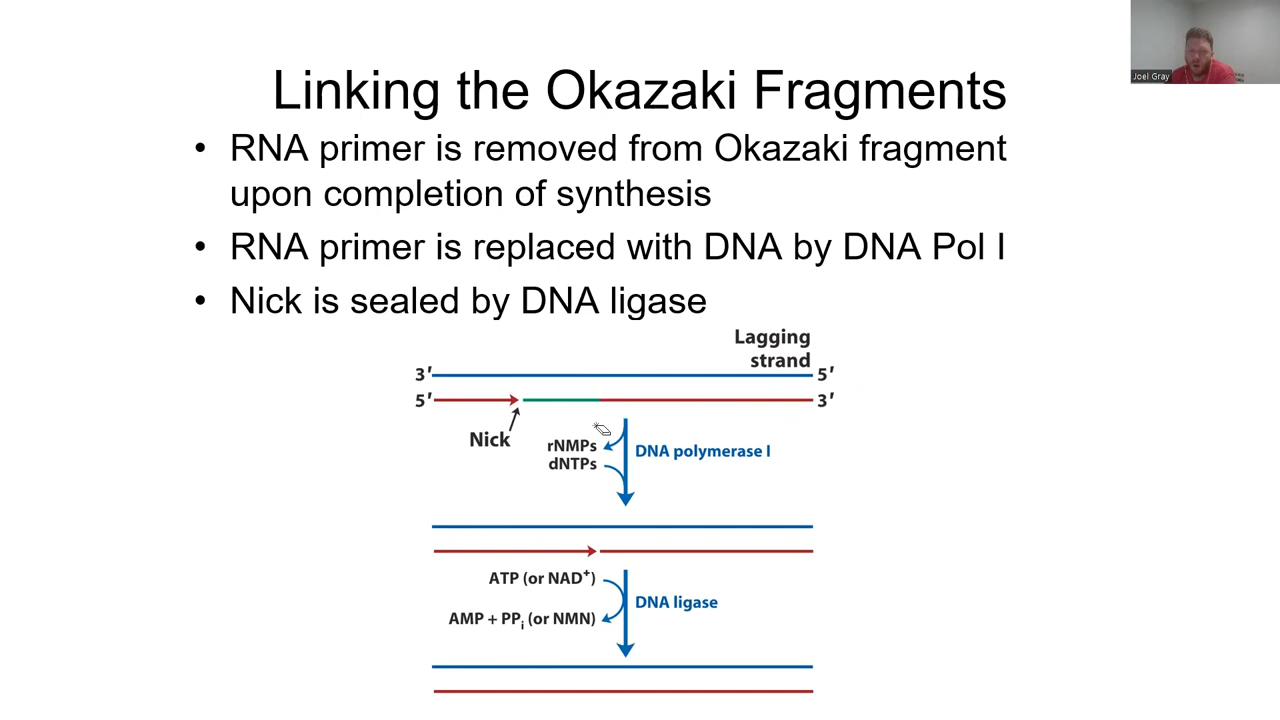 Joel Gray
Linking the Okazaki Fragments
• RNA primer is removed from Okazaki fragment
upon completion of synthesis
• RNA primer is replaced with DNA by DNA Pol I
• Nick is sealed by DNA ligase
Lagging
strand
3′ 5′
5′ 3′
Nick
rNMPs
dNTPs
DNA polymerase I
ATP (or NAD⁺)
DNA ligase
AMP + PPᵢ (or NMN)